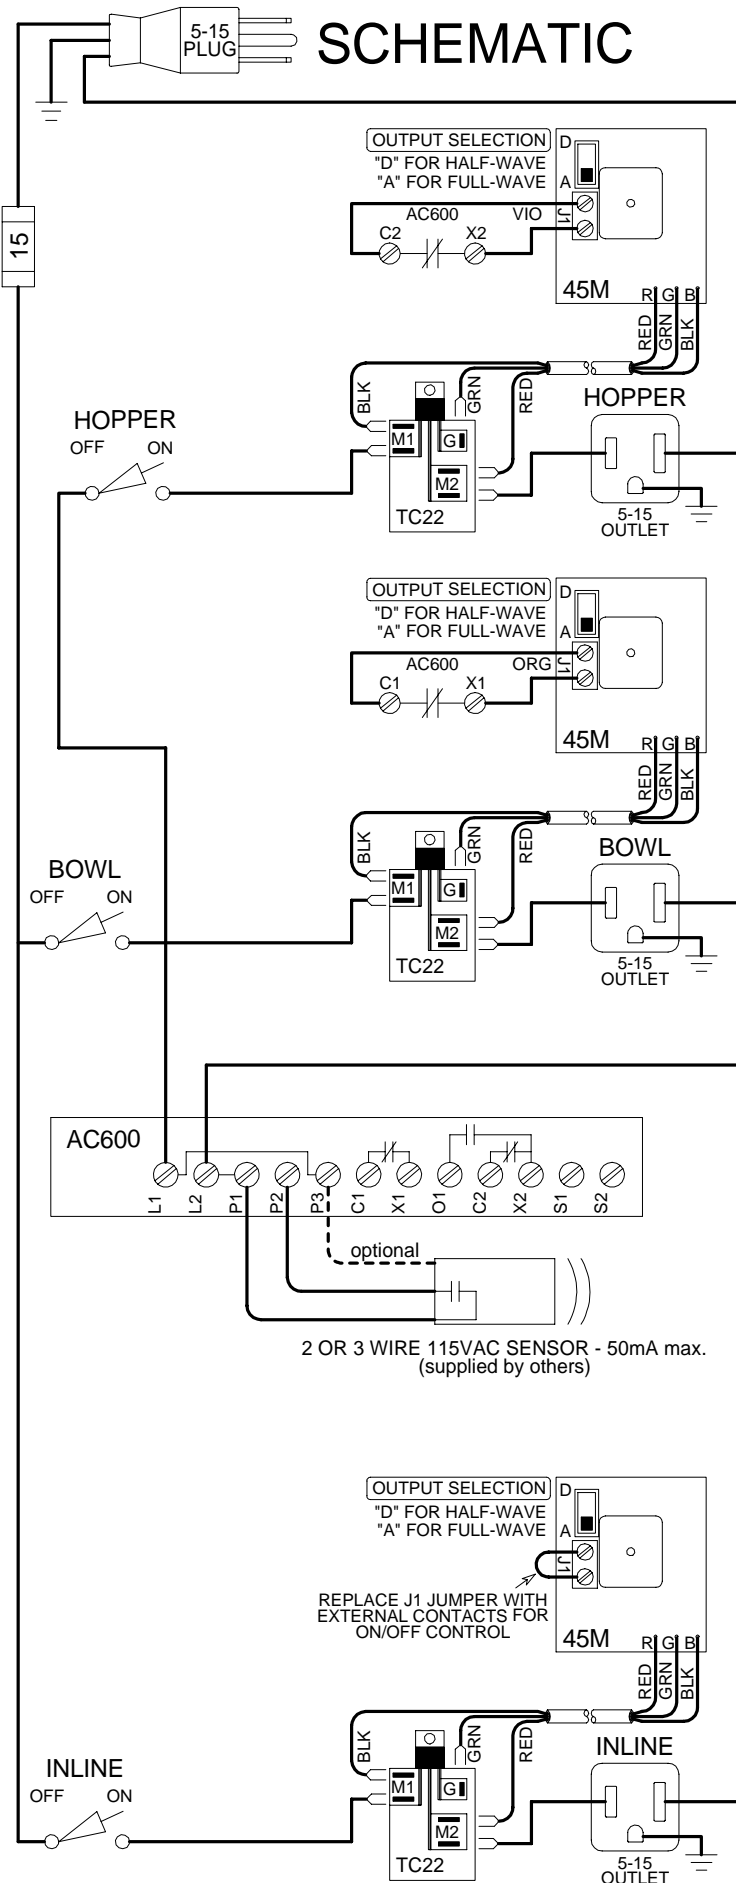 5-15
PLUG
SCHEMATIC
15
OUTPUT SELECTION
"D" FOR HALF-WAVE
"A" FOR FULL-WAVE
D
A
J1
AC600
VIO
C2
X2
45M
R G B
RED
GRN
BLK
BLK
GRN
RED
HOPPER
OFF
ON
M1
G
M2
TC22
HOPPER
5-15
OUTLET
OUTPUT SELECTION
"D" FOR HALF-WAVE
"A" FOR FULL-WAVE
D
A
J1
AC600
ORG
C1
X1
45M
R G B
RED
GRN
BLK
BLK
GRN
RED
BOWL
OFF
ON
M1
G
M2
TC22
BOWL
5-15
OUTLET
AC600
L1
L2
P1
P2
P3
C1
X1
O1
C2
X2
S1
S2
optional
2 OR 3 WIRE 115VAC SENSOR - 50mA max.
(supplied by others)
OUTPUT SELECTION
"D" FOR HALF-WAVE
"A" FOR FULL-WAVE
D
A
J1
REPLACE J1 JUMPER WITH
EXTERNAL CONTACTS FOR
ON/OFF CONTROL
45M
R G B
RED
GRN
BLK
BLK
GRN
RED
INLINE
OFF
ON
M1
G
M2
TC22
INLINE
5-15
OUTLET